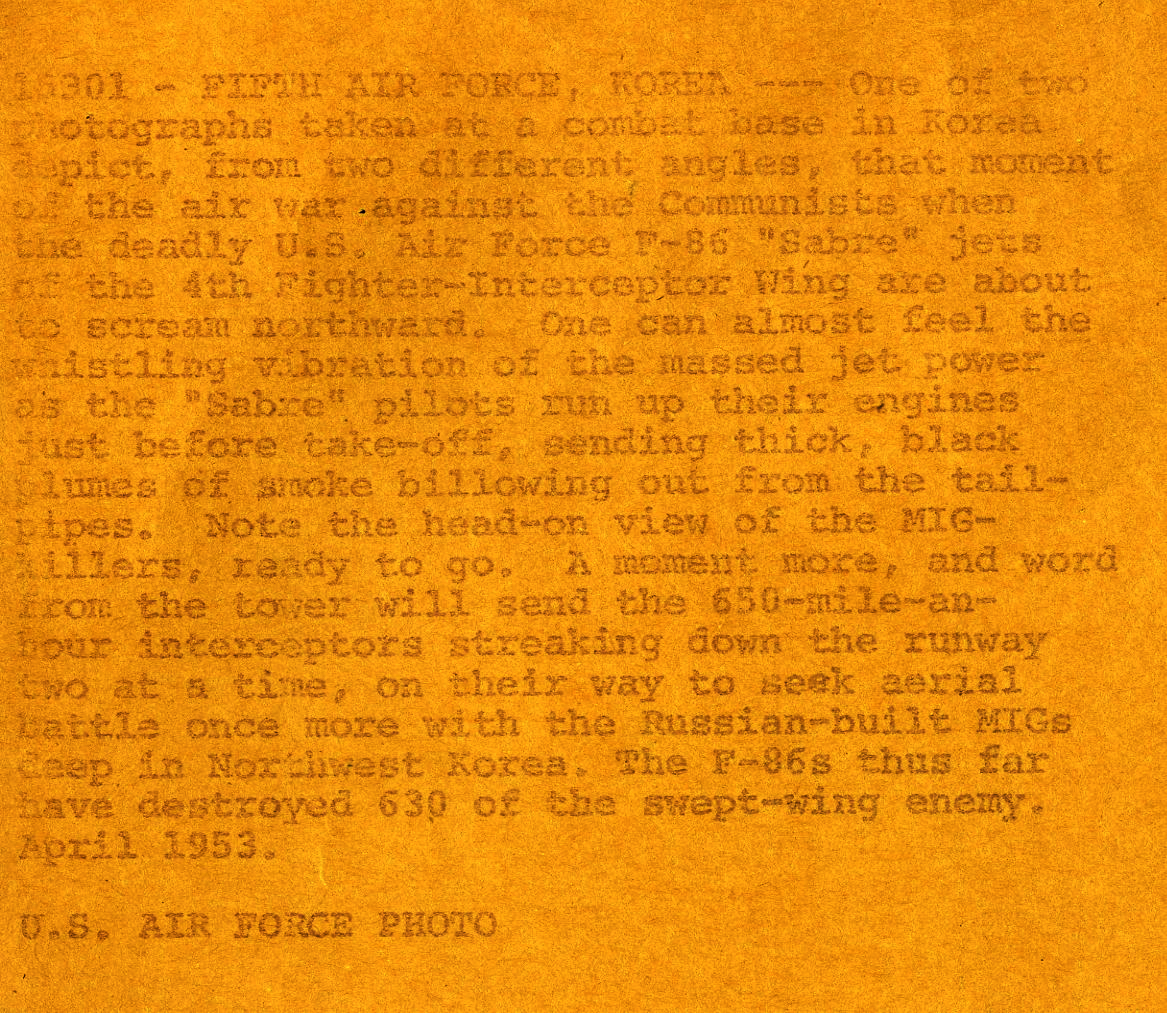 16301 - FIFTH AIR FORCE, KOREA --- One of two
photographs taken at a combat base in Korea
depict, from two different angles, that moment
of the air war against the Communists when
the deadly U.S. Air Force F-86 "Sabre" jets
of the 4th Fighter-Interceptor Wing are about
to scream northward.  One can almost feel the
whistling vibration of the massed jet power
as the "Sabre" pilots run up their engines
just before take-off, sending thick, black
plumes of smoke billowing out from the tail-
pipes.  Note the head-on view of the MIG-
killers, ready to go.  A moment more, and word
from the tower will send the 650-mile-an-
hour interceptors streaking down the runway
two at a time, on their way to seek aerial
battle once more with the Russian-built MIGs
deep in Northwest Korea. The F-86s thus far
have destroyed 630 of the swept-wing enemy.
April 1953.
U.S. AIR FORCE PHOTO